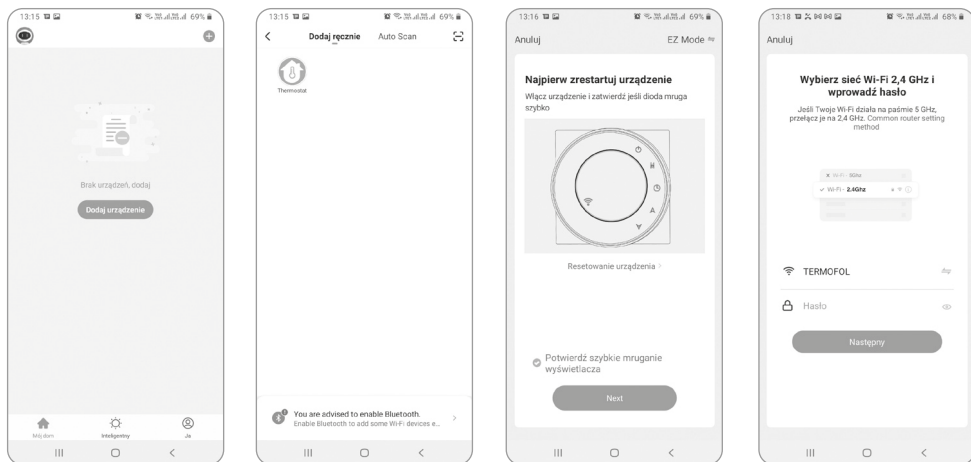 13:15
69%
Brak urządzeń, dodaj
Dodaj urządzenie
Mój dom
Inteligentny
Ja
13:15
69%
Dodaj ręcznie
Auto Scan
Thermostat
You are advised to enable Bluetooth.
Enable Bluetooth to add some Wi-Fi devices e...
13:16
69%
Anuluj
EZ Mode
Najpierw zrestartuj urządzenie
Włącz urządzenie i zatwierdź jeśli dioda mruga
szybko
A
Resetowanie urządzenia
Potwierdź szybkie mruganie
wyświetlacza
Next
13:18
68%
Anuluj
Wybierz sieć Wi-Fi 2,4 GHz i
wprowadź hasło
Jeśli Twoje Wi-Fi działa na paśmie 5 GHz,
przełącz je na 2,4 GHz. Common router setting
method
Wi-Fi - 5Ghz
Wi-Fi - 2.4Ghz
TERMOFOL
Hasło
Następny